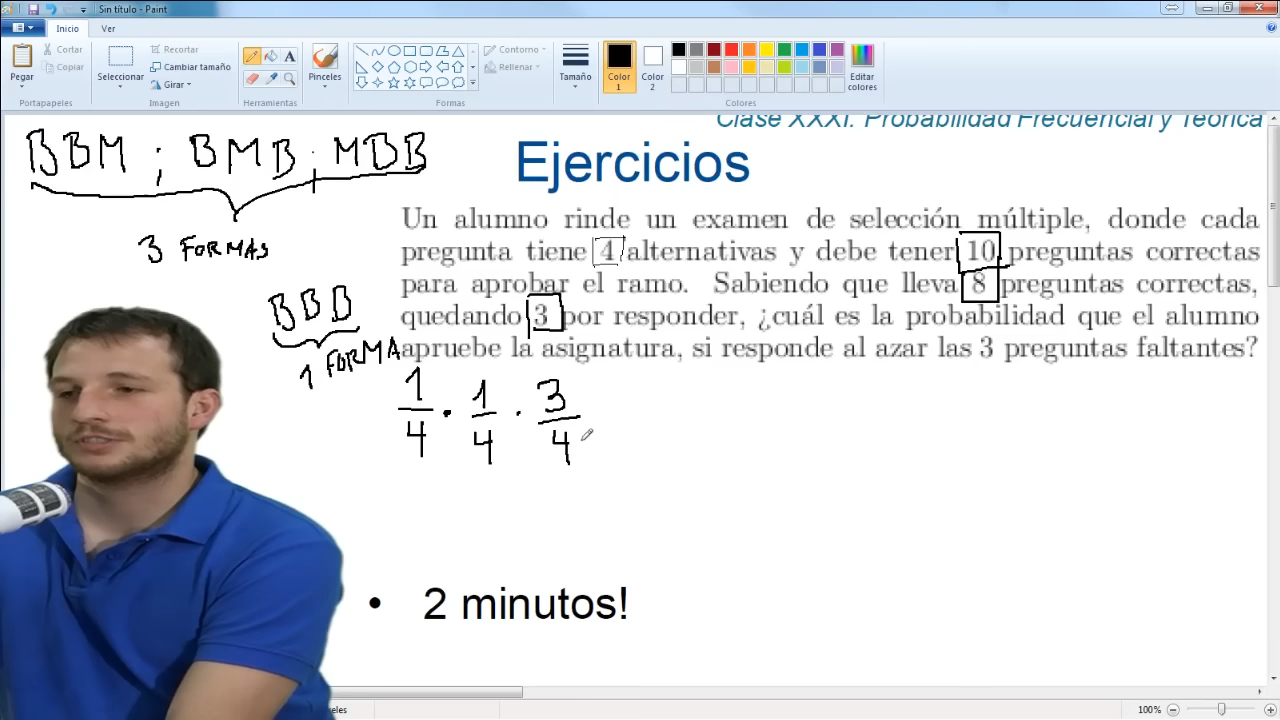 Sin título - Paint
Inicio Ver
Pegar
Cortar
Copiar
Portapapeles
Seleccionar
Recortar
Cambiar tamaño
Girar
Imagen
Herramientas
Pinceles
Formas
Contorno
Rellenar
Tamaño
Color 1
Color 2
Editar colores
Colores
Clase XXXI. Probabilidad Frecuencial y Teórica
BBM ; BMB ; MBB
3 FORMAS
BBB
1 FORMA
Ejercicios
Un alumno rinde un examen de selección múltiple, donde cada
pregunta tiene 4 alternativas y debe tener 10 preguntas correctas
para aprobar el ramo. Sabiendo que lleva 8 preguntas correctas,
quedando 3 por responder, ¿cuál es la probabilidad que el alumno
apruebe la asignatura, si responde al azar las 3 preguntas faltantes?
1/4 · 1/4 · 3/4
• 2 minutos!
100%